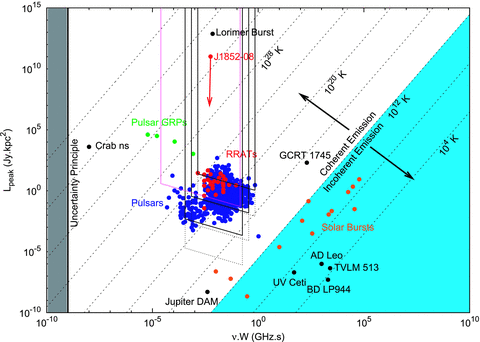 10^15
10^10
10^5
10^0
10^-5
10^-10
L_peak (Jy.kpc^2)
Uncertainty Principle
Lorimer Burst
J1852-08
10^28 K
10^20 K
10^12 K
10^4 K
Coherent Emission
Incoherent Emission
Pulsar GRPs
Crab ns
RRATs
GCRT 1745
Pulsars
Solar Bursts
AD Leo
TVLM 513
UV Ceti
BD LP944
Jupiter DAM
10^-10
10^-5
10^0
10^5
10^10
ν.W (GHz.s)